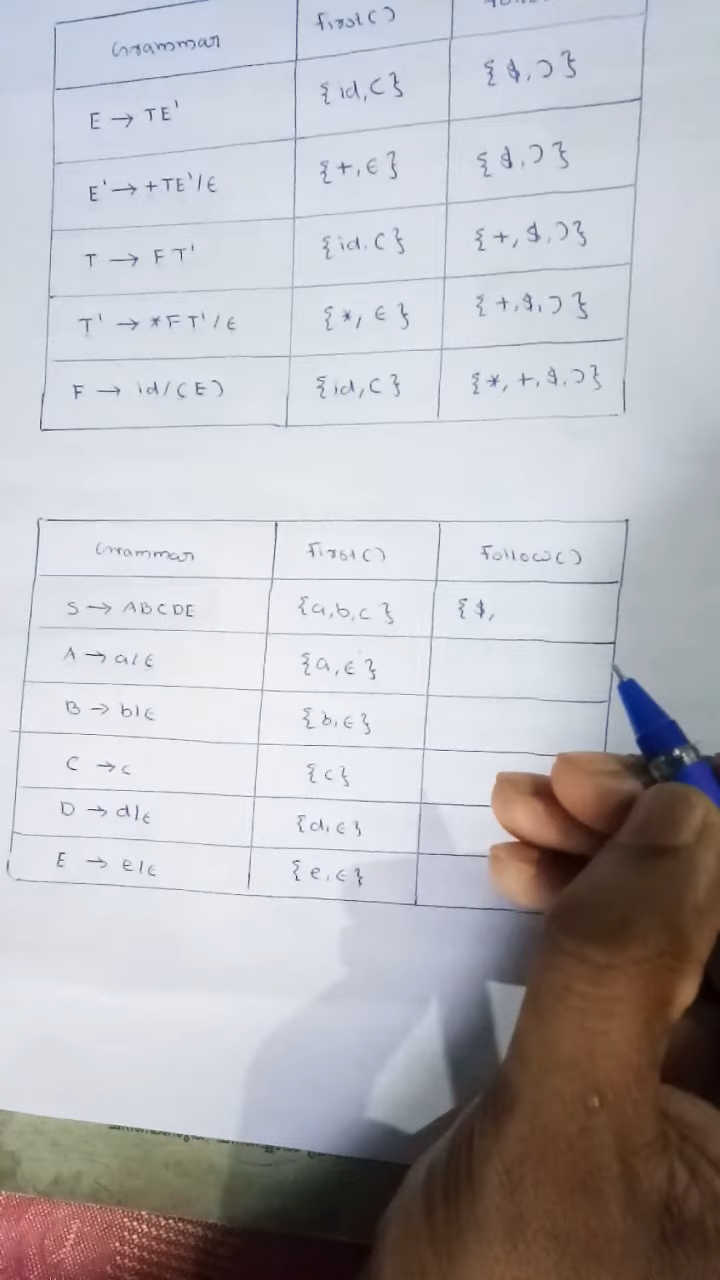 Grammar first()
E → TE' {id, (} {$, )}
E' → +TE'/ε {+, ε} {$, )}
T → FT' {id. (} {+, $, )}
T' → *FT'/ε {*, ε} {+, $, )}
F → id/(E) {id, (} {*, +, $, )}
Grammar First() Follow()
S → ABCDE {a, b, c} {$,
A → a/ε {a, ε}
B → b|ε {b, ε}
C → c {c}
D → d|ε {d, ε}
E → e|ε {e, ε}